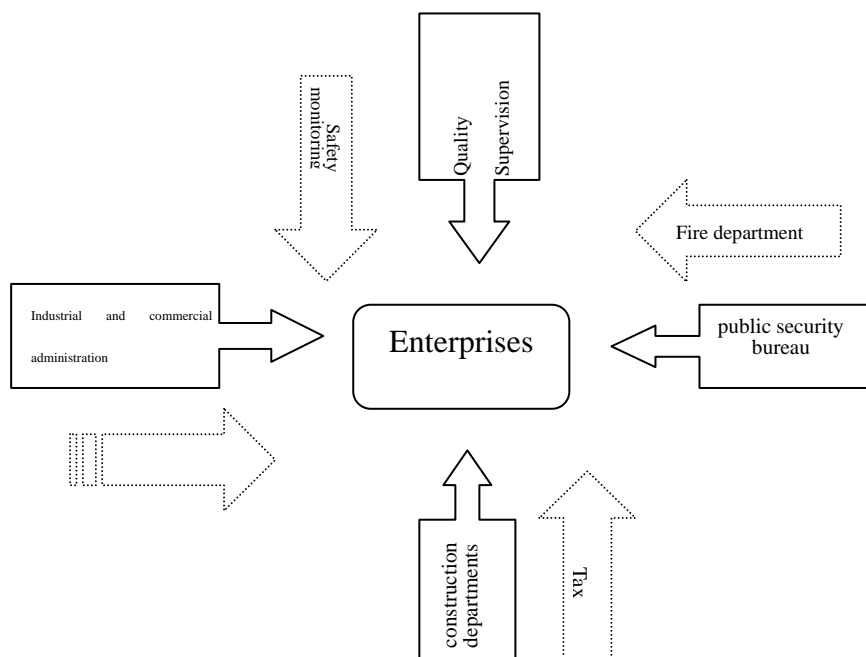 Safety
monitoring
Quality
Supervision
Fire department
Industrial and commercial
administration
Enterprises
public security
bureau
construction
departments
Tax